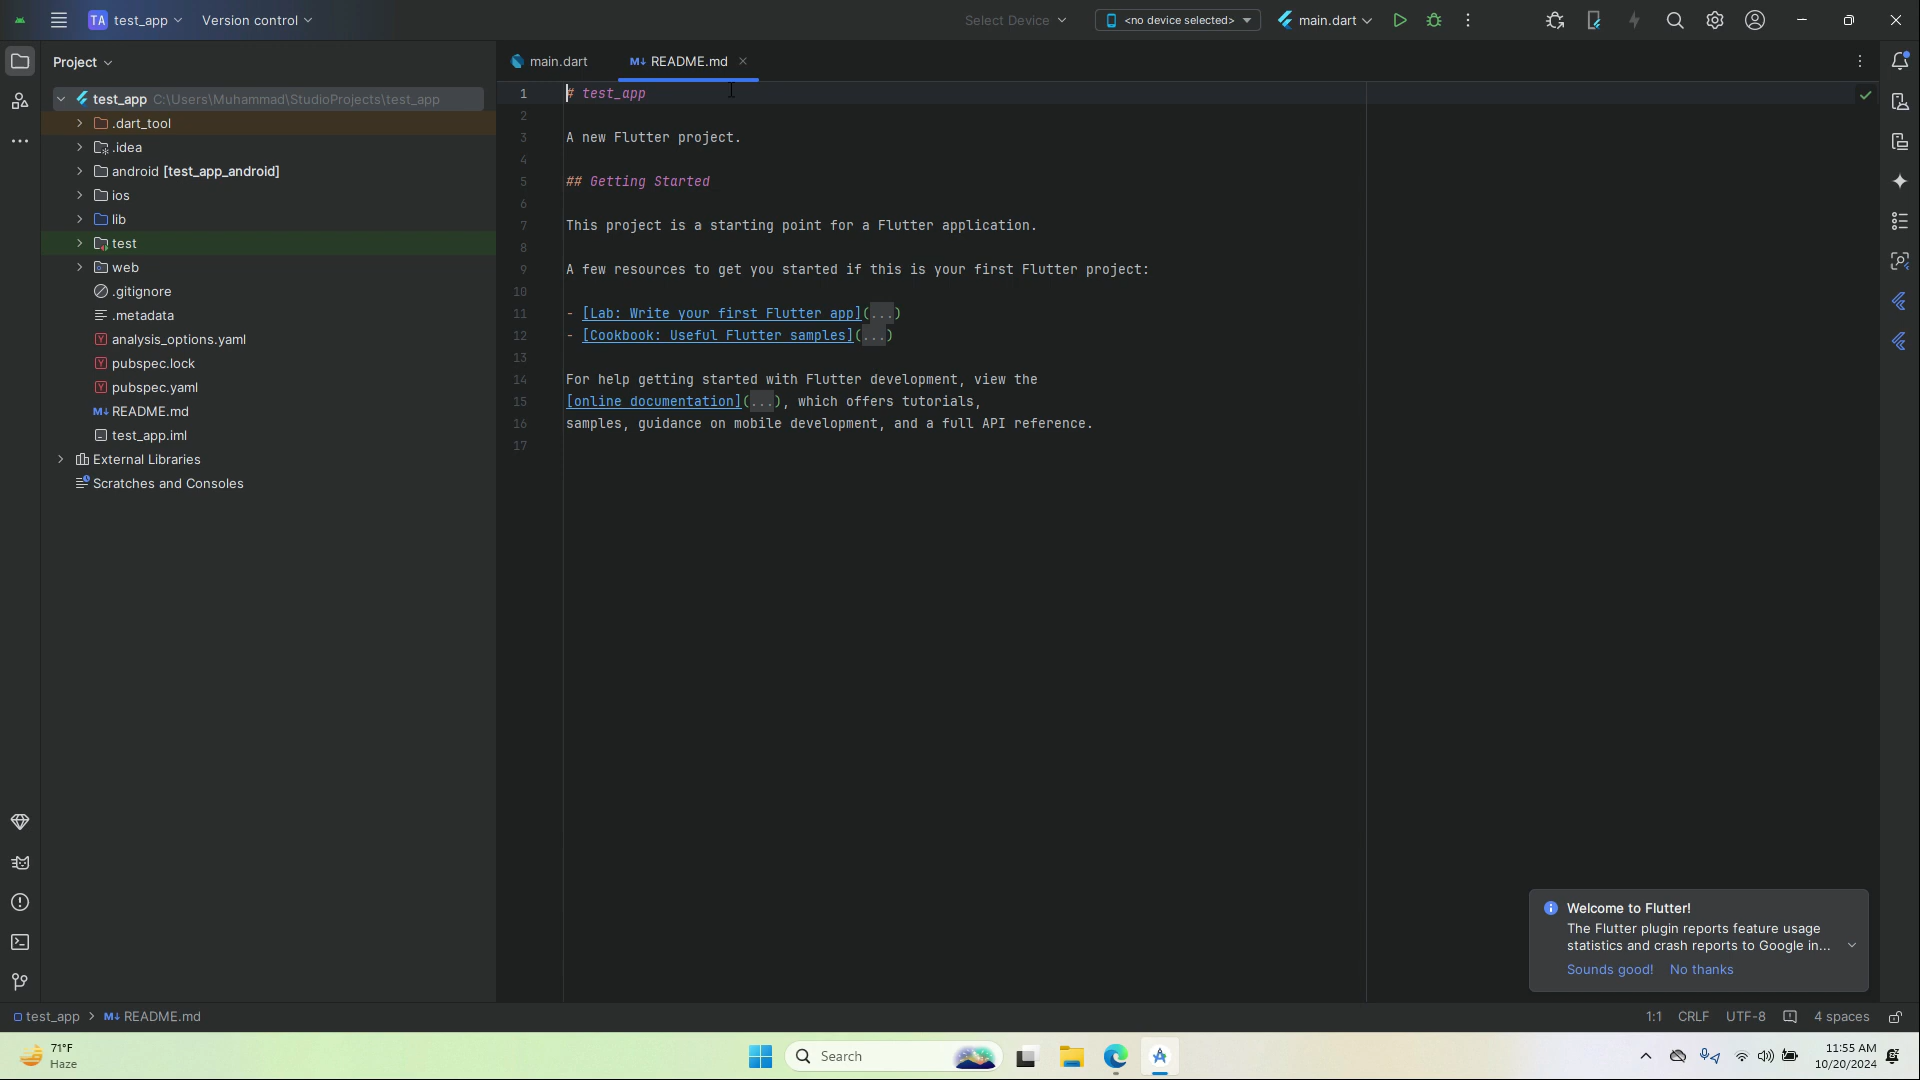 TA test_app Version control Select Device <no device selected> main.dart
Project
main.dart README.md
test_app C:\Users\Muhammad\StudioProjects\test_app
.dart_tool
.idea
android [test_app_android]
ios
lib
test
web
.gitignore
.metadata
analysis_options.yaml
pubspec.lock
pubspec.yaml
README.md
test_app.iml
External Libraries
Scratches and Consoles
1 # test_app
2
3 A new Flutter project.
4
5 ## Getting Started
6
7 This project is a starting point for a Flutter application.
8
9 A few resources to get you started if this is your first Flutter project:
10
11 - [Lab: Write your first Flutter app](...)
12 - [Cookbook: Useful Flutter samples](...)
13
14 For help getting started with Flutter development, view the
15 [online documentation](...), which offers tutorials,
16 samples, guidance on mobile development, and a full API reference.
17
Welcome to Flutter!
The Flutter plugin reports feature usage
statistics and crash reports to Google in...
Sounds good! No thanks
test_app > README.md 1:1 CRLF UTF-8 4 spaces
71°F
Haze
Search
11:55 AM
10/20/2024